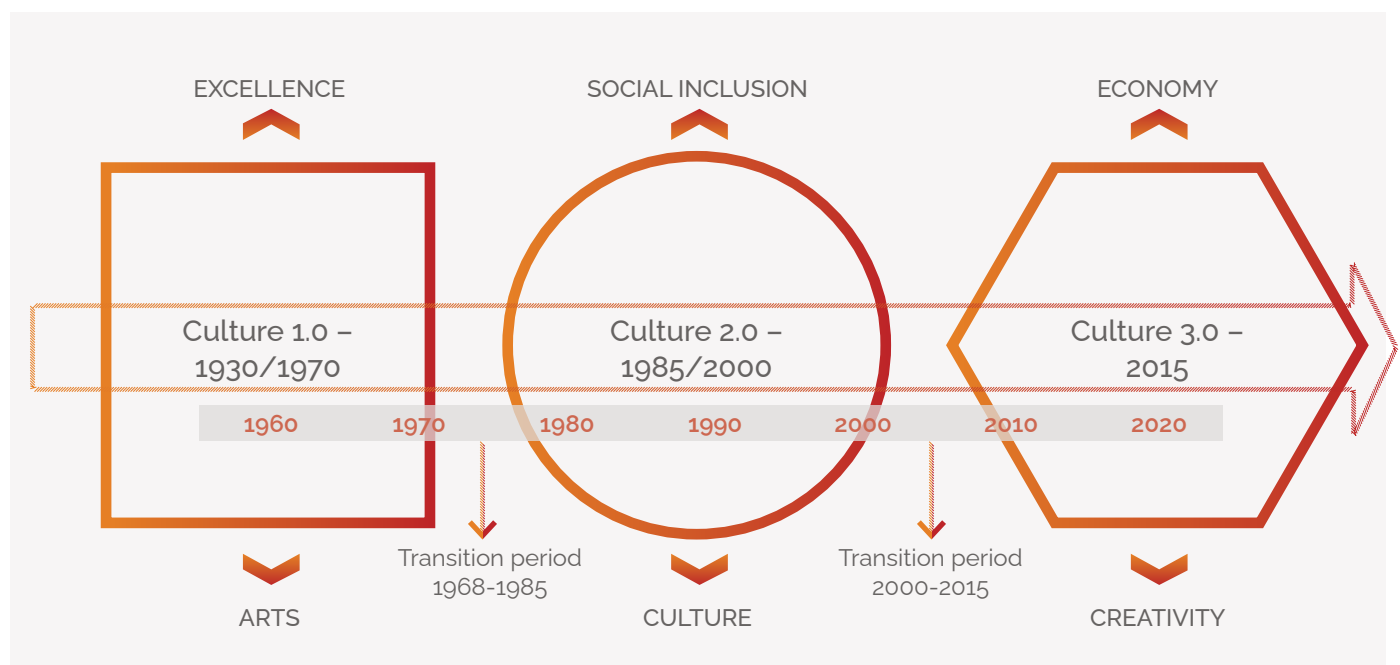 EXCELLENCE
SOCIAL INCLUSION
ECONOMY
Culture 1.0 –
1930/1970
Culture 2.0 –
1985/2000
Culture 3.0 –
2015
1960 1970 1980 1990 2000 2010 2020
Transition period
1968-1985
Transition period
2000-2015
ARTS
CULTURE
CREATIVITY